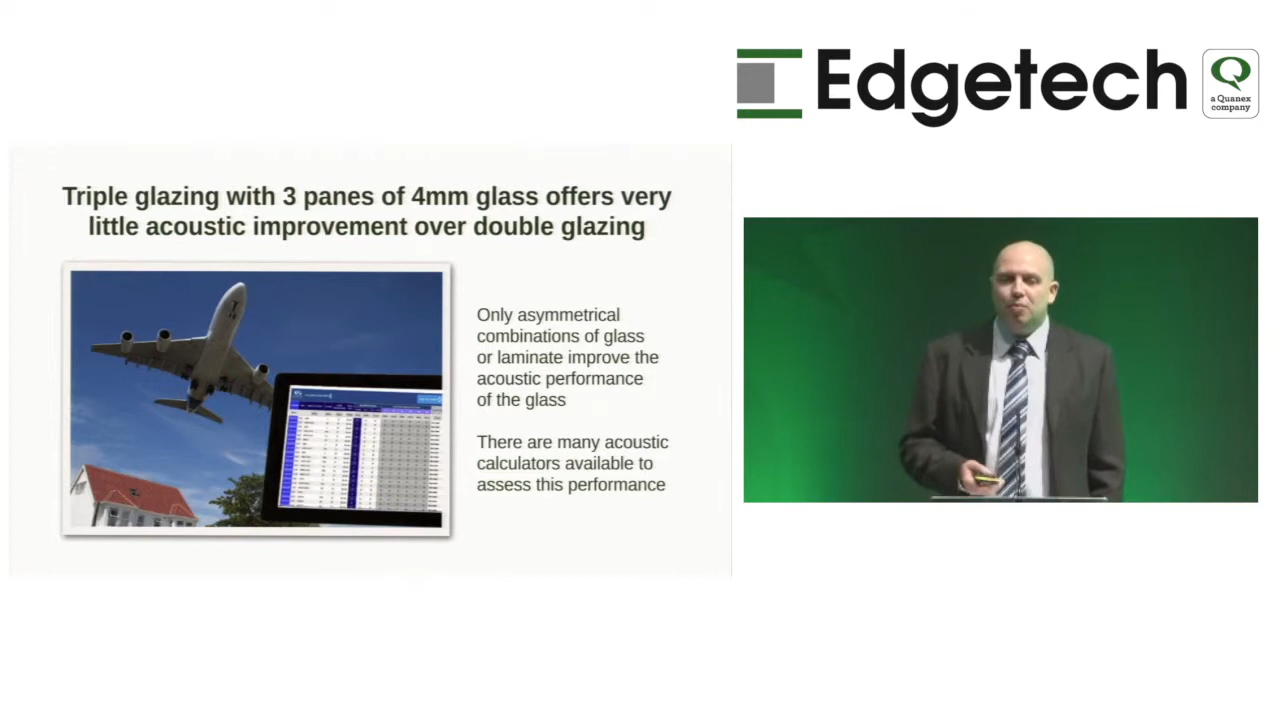 Edgetech
Q
a Quanex
company
Triple glazing with 3 panes of 4mm glass offers very
little acoustic improvement over double glazing
Only asymmetrical
combinations of glass
or laminate improve the
acoustic performance
of the glass
There are many acoustic
calculators available to
assess this performance